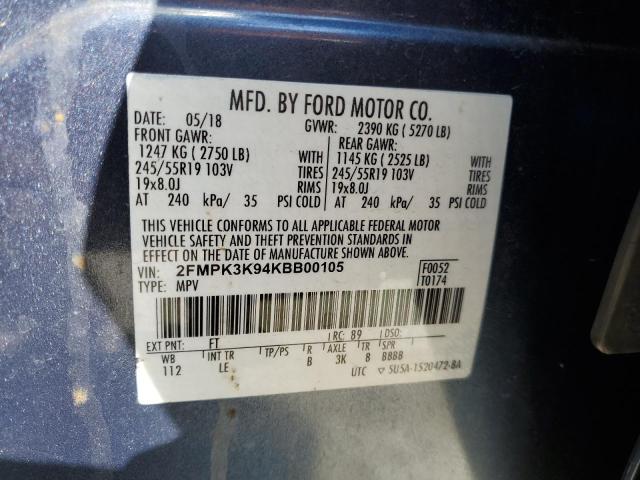 MFD. BY FORD MOTOR CO.
DATE: 05/18 GVWR: 2390 KG ( 5270 LB)
FRONT GAWR: REAR GAWR:
1247 KG ( 2750 LB) WITH 1145 KG ( 2525 LB) WITH
245/55R19 103V TIRES 245/55R19 103V TIRES
19x8.0J RIMS 19x8.0J RIMS
AT 240 kPa/ 35 PSI COLD AT 240 kPa/ 35 PSI COLD
THIS VEHICLE CONFORMS TO ALL APPLICABLE FEDERAL MOTOR
VEHICLE SAFETY AND THEFT PREVENTION STANDARDS IN
EFFECT ON THE DATE OF MANUFACTURE SHOWN ABOVE.
VIN: 2FMPK3K94KBB00105 F0052
TYPE: MPV T0174
EXT PNT: FT RC: 89 DSO:
WB INT TR TP/PS R AXLE TR SPR
112 LE B 3K 8 BBBB
UTC ▽ 5U5A-1520472-BA